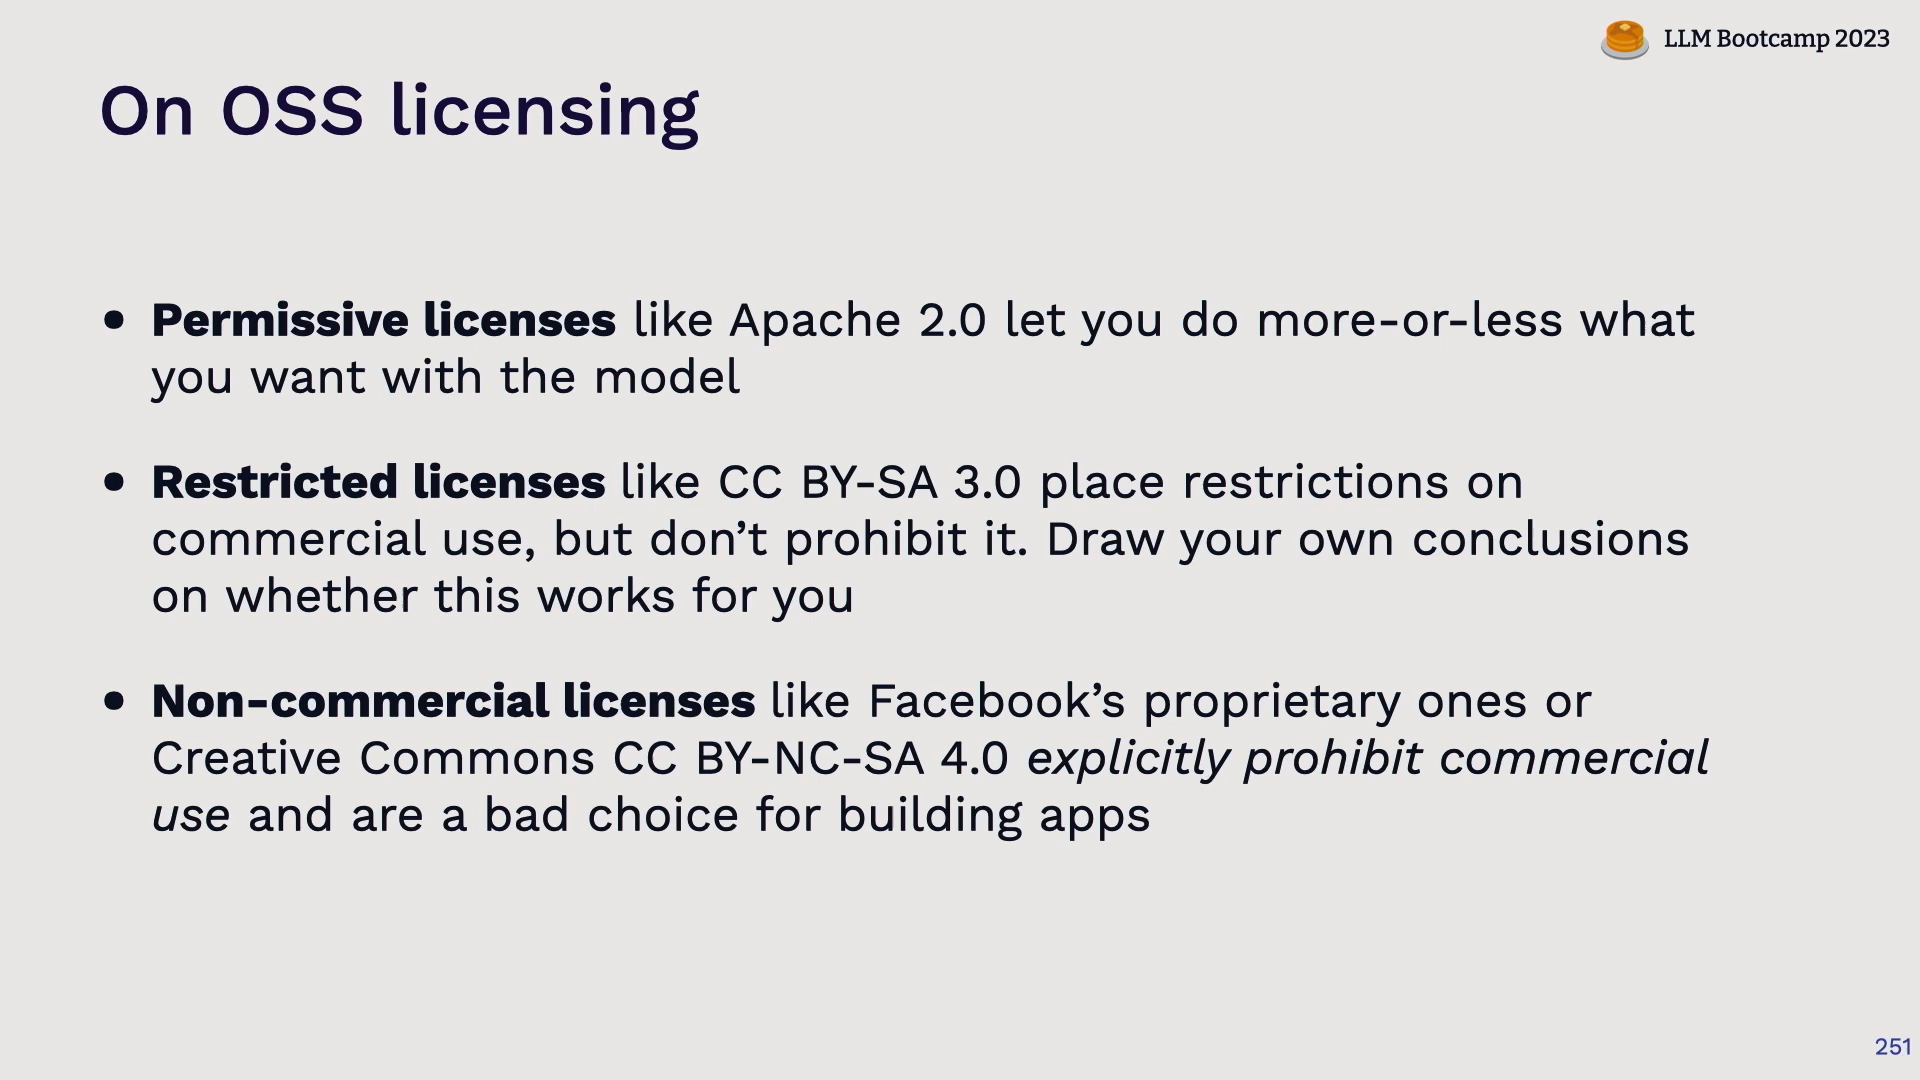 LLM Bootcamp 2023
On OSS licensing
• Permissive licenses like Apache 2.0 let you do more-or-less what
you want with the model
• Restricted licenses like CC BY-SA 3.0 place restrictions on
commercial use, but don’t prohibit it. Draw your own conclusions
on whether this works for you
• Non-commercial licenses like Facebook’s proprietary ones or
Creative Commons CC BY-NC-SA 4.0 explicitly prohibit commercial
use and are a bad choice for building apps
251